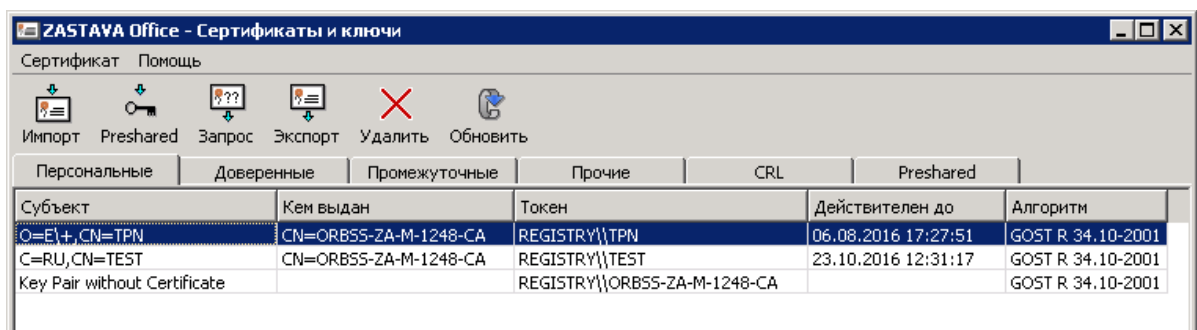 ZASTAVA Office - Сертификаты и ключи
Сертификат Помощь
??
Импорт Preshared Запрос Экспорт Удалить Обновить
Персональные Доверенные Промежуточные Прочие CRL Preshared
Субъект Кем выдан Токен Действителен до Алгоритм
O=E\+,CN=TPN CN=ORBSS-ZA-M-1248-CA REGISTRY\\TPN 06.08.2016 17:27:51 GOST R 34.10-2001
C=RU,CN=TEST CN=ORBSS-ZA-M-1248-CA REGISTRY\\TEST 23.10.2016 12:31:17 GOST R 34.10-2001
Key Pair without Certificate REGISTRY\\ORBSS-ZA-M-1248-CA GOST R 34.10-2001